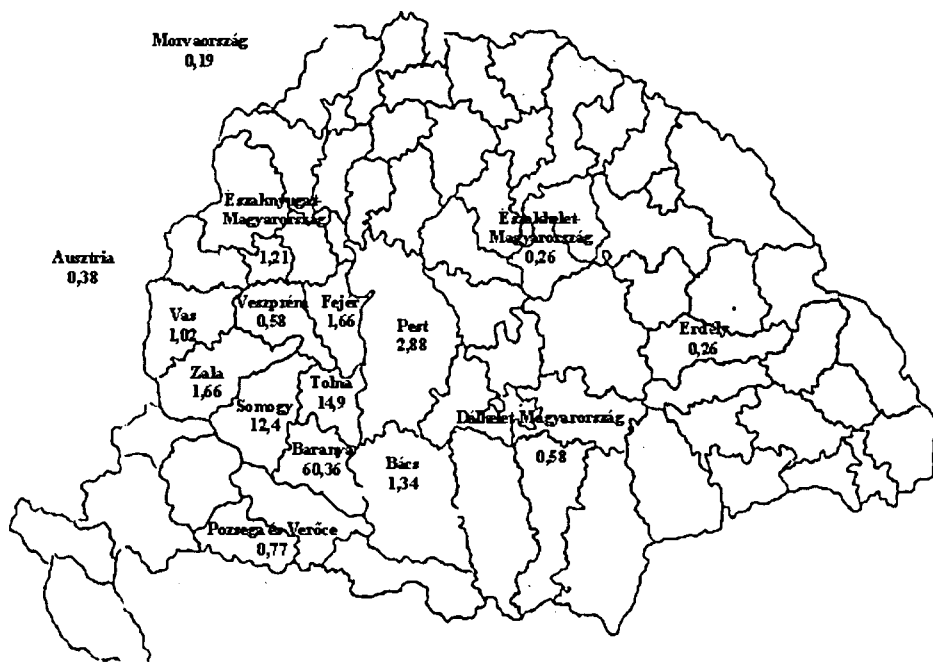 Morvaország
0,19
Északnyugat-
Magyarország
1,21
Északkelet-
Magyarország
0,26
Ausztria
0,38
Vas
1,02
Veszprém
0,58
Fejér
1,66
Pest
2,88
Erdély
0,26
Zala
1,66
Tolna
14,9
Somogy
12,4
Délkelet-Magyarország
0,58
Baranya
60,36
Bács
1,34
Pozsega és Verőce
0,77